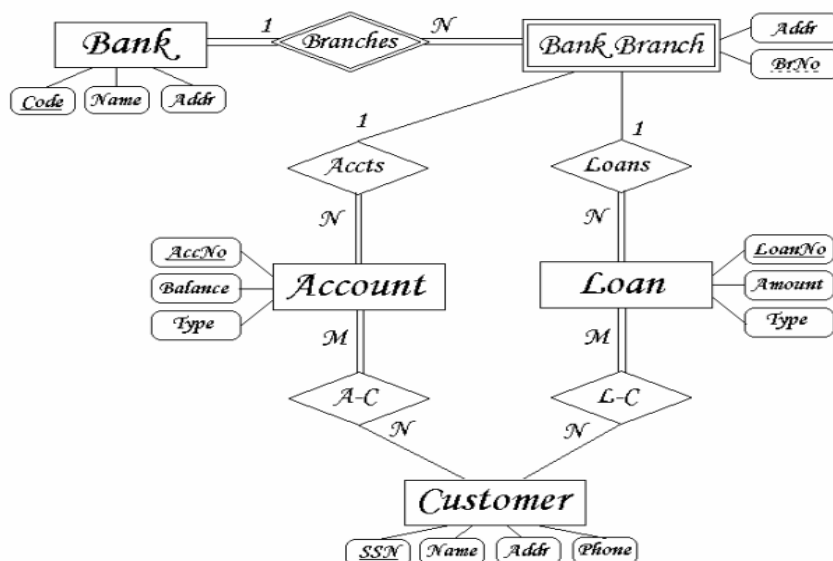 Bank
1
Branches
N
Bank Branch
Addr
BrNo
Code
Name
Addr
1
1
Accts
Loans
N
N
AccNo
Balance
Type
Account
Loan
LoanNo
Amount
Type
M
M
A-C
L-C
N
N
Customer
SSN
Name
Addr
Phone